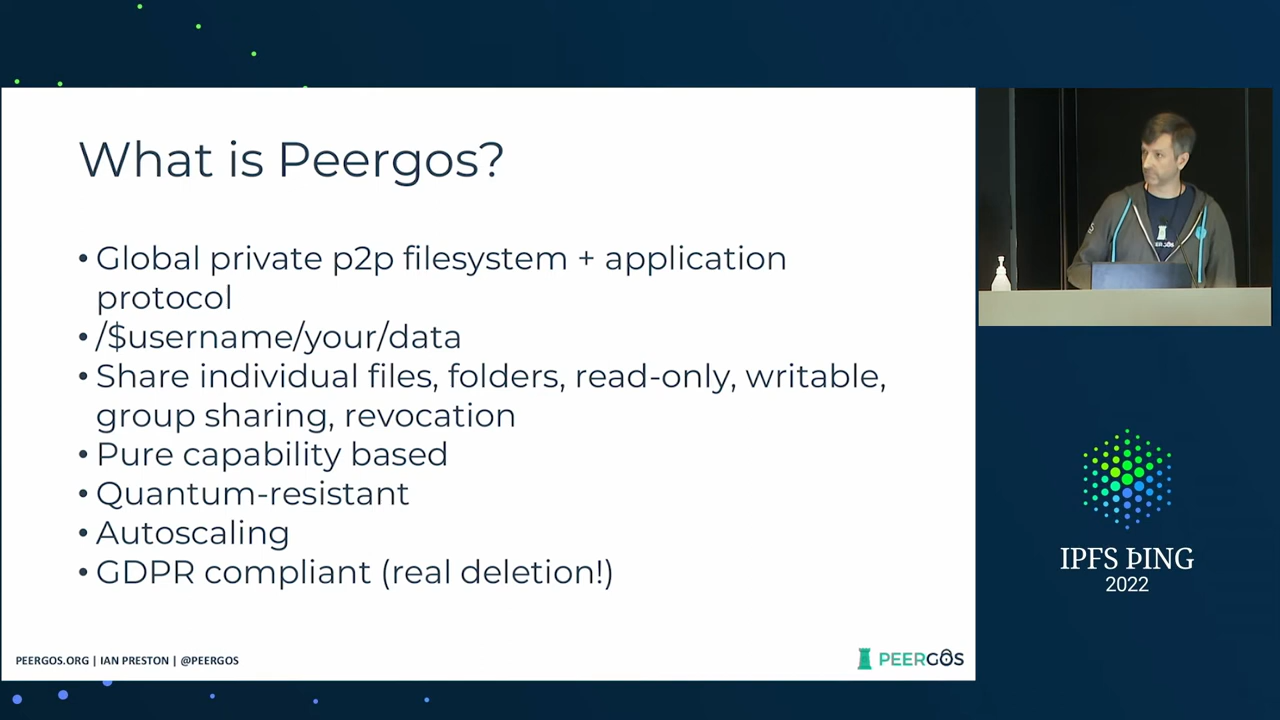 What is Peergos?
• Global private p2p filesystem + application
protocol
• /$username/your/data
• Share individual files, folders, read-only, writable,
group sharing, revocation
• Pure capability based
• Quantum-resistant
• Autoscaling
• GDPR compliant (real deletion!)
PEERGOS.ORG | IAN PRESTON | @PEERGOS
PEERGOS
IPFS ÞING
2022